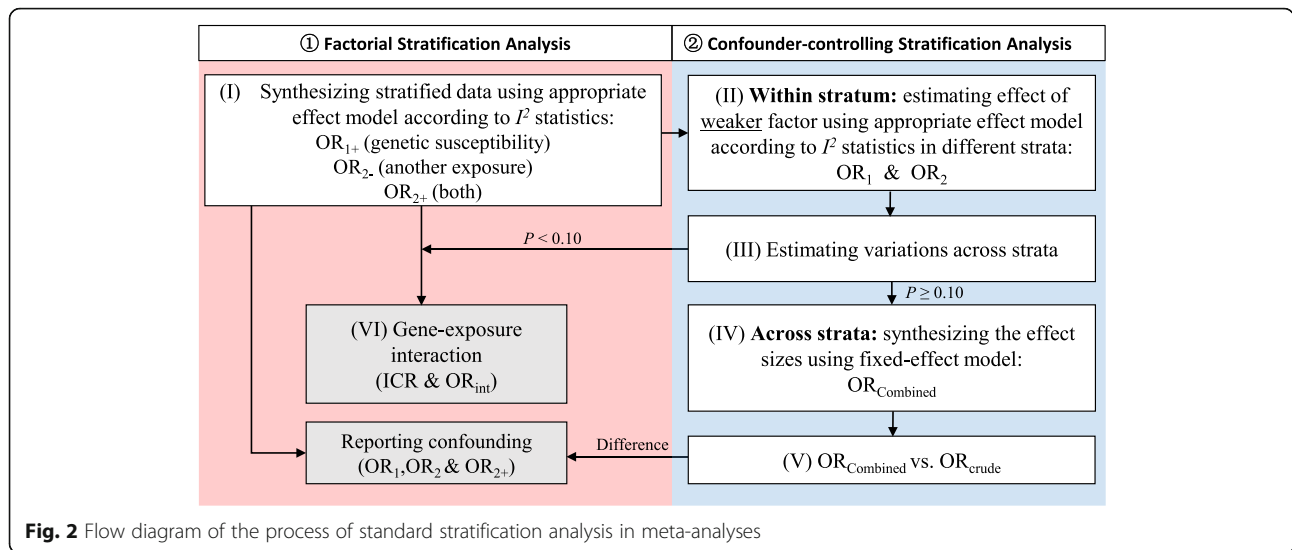 ① Factorial Stratification Analysis
② Confounder-controlling Stratification Analysis
(I) Synthesizing stratified data using appropriate
effect model according to I² statistics:
OR₁₊ (genetic susceptibility)
OR₂₋ (another exposure)
OR₂₊ (both)
(II) Within stratum: estimating effect of
weaker factor using appropriate effect model
according to I² statistics in different strata:
OR₁ & OR₂
P < 0.10
(III) Estimating variations across strata
P ≥ 0.10
(VI) Gene-exposure
interaction
(ICR & ORint)
(IV) Across strata: synthesizing the effect
sizes using fixed-effect model:
ORCombined
Reporting confounding
(OR₁,OR₂ & OR₂₊)
Difference
(V) ORCombined vs. ORcrude
Fig. 2 Flow diagram of the process of standard stratification analysis in meta-analyses